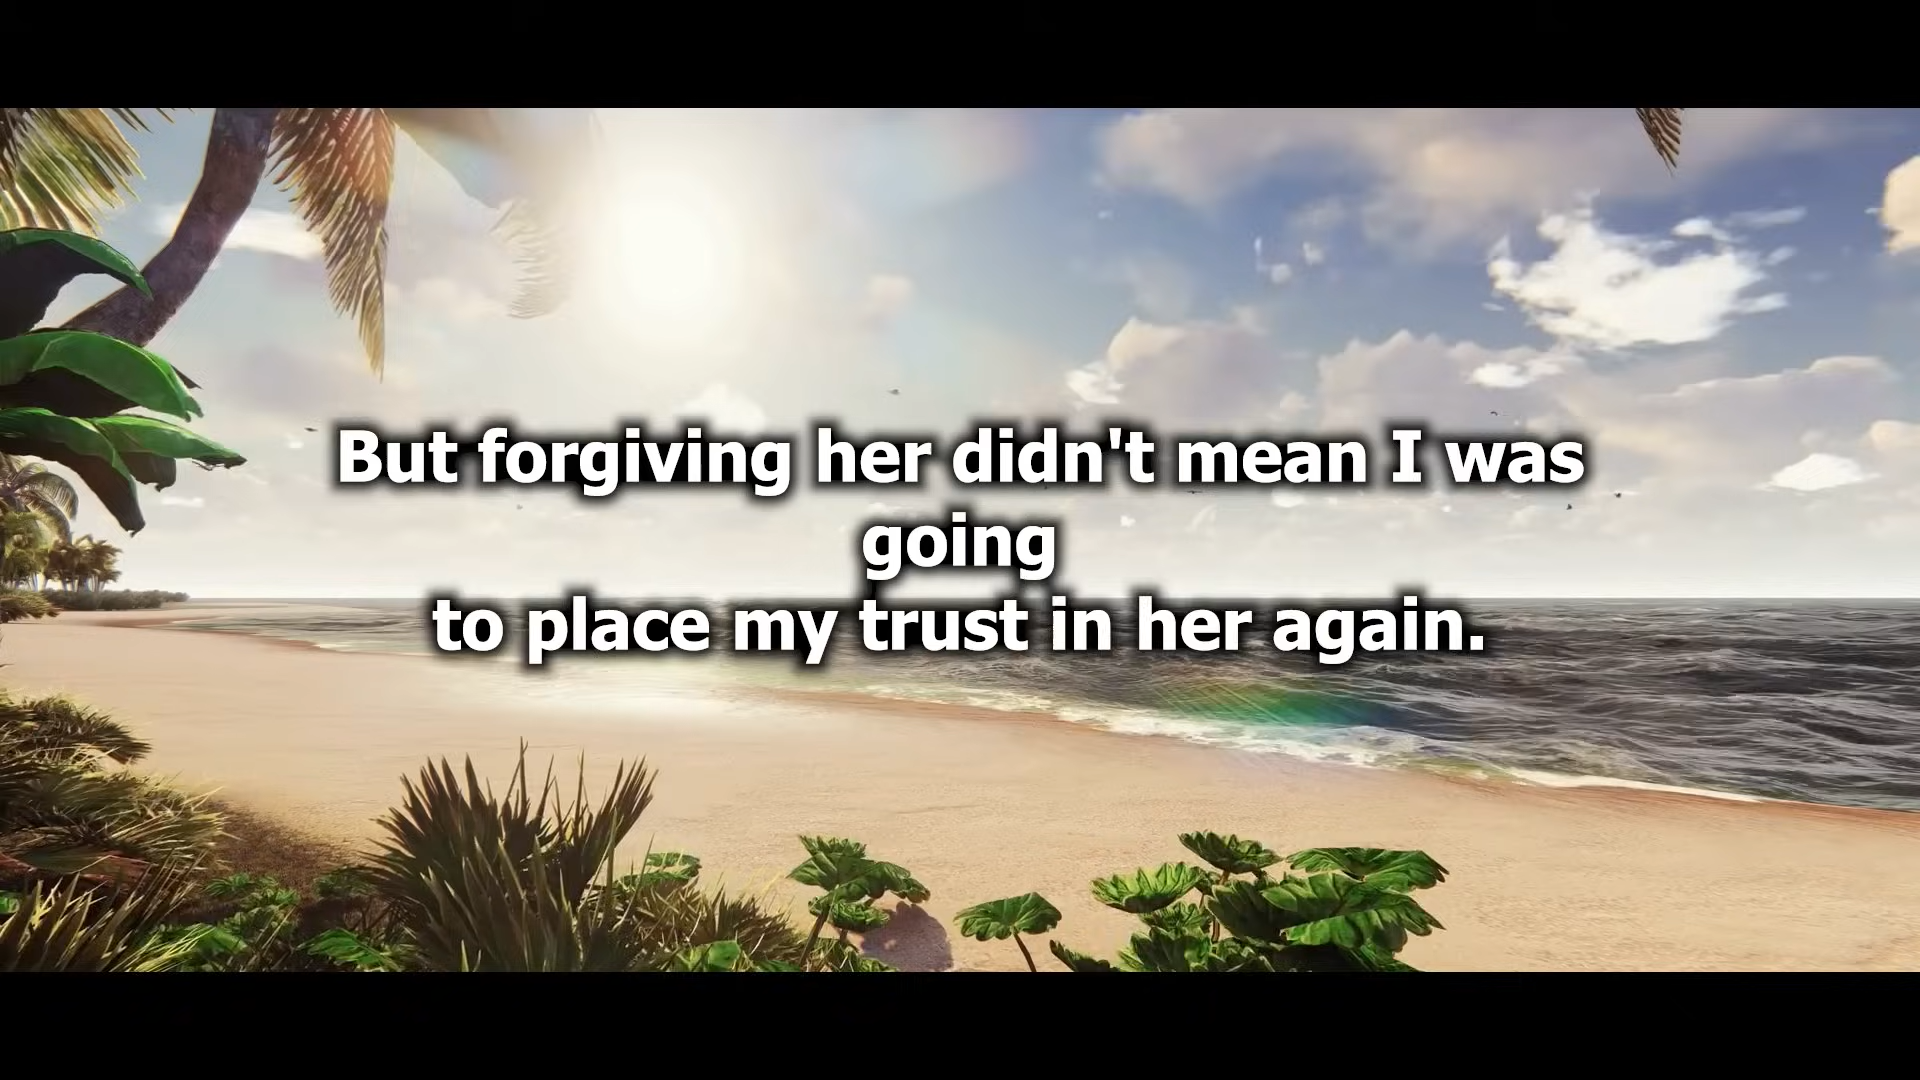 But forgiving her didn't mean I was
going
to place my trust in her again.